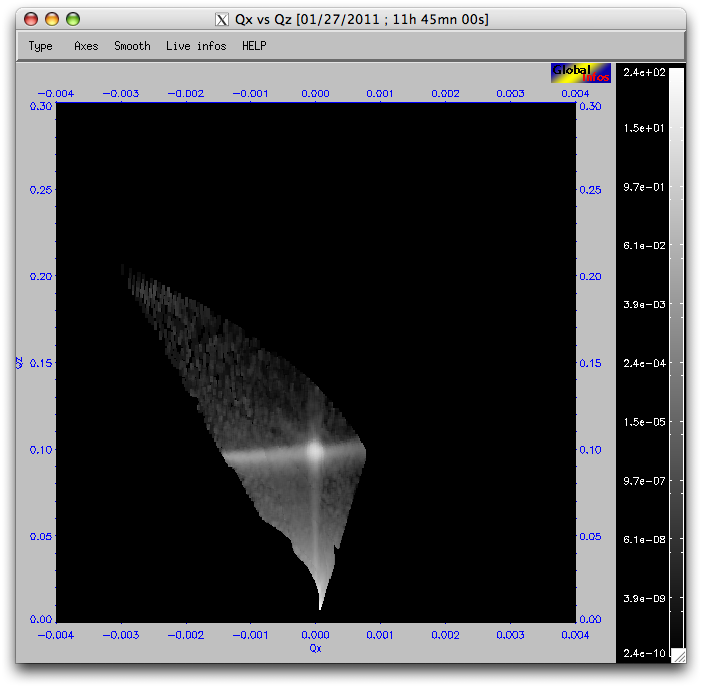 X Qx vs Qz [01/27/2011 ; 11h 45mn 00s]
Type Axes Smooth Live infos HELP
Global
Infos
-0.004 -0.003 -0.002 -0.001 0.000 0.001 0.002 0.003 0.004
0.30 0.30
0.25 0.25
0.20 0.20
0.15 0.15
Qz
0.10 0.10
0.05 0.05
0.00 0.00
-0.004 -0.003 -0.002 -0.001 0.000 0.001 0.002 0.003 0.004
Qx
2.4e+02
1.5e+01
9.7e-01
6.1e-02
3.9e-03
2.4e-04
1.5e-05
9.7e-07
6.1e-08
3.9e-09
2.4e-10